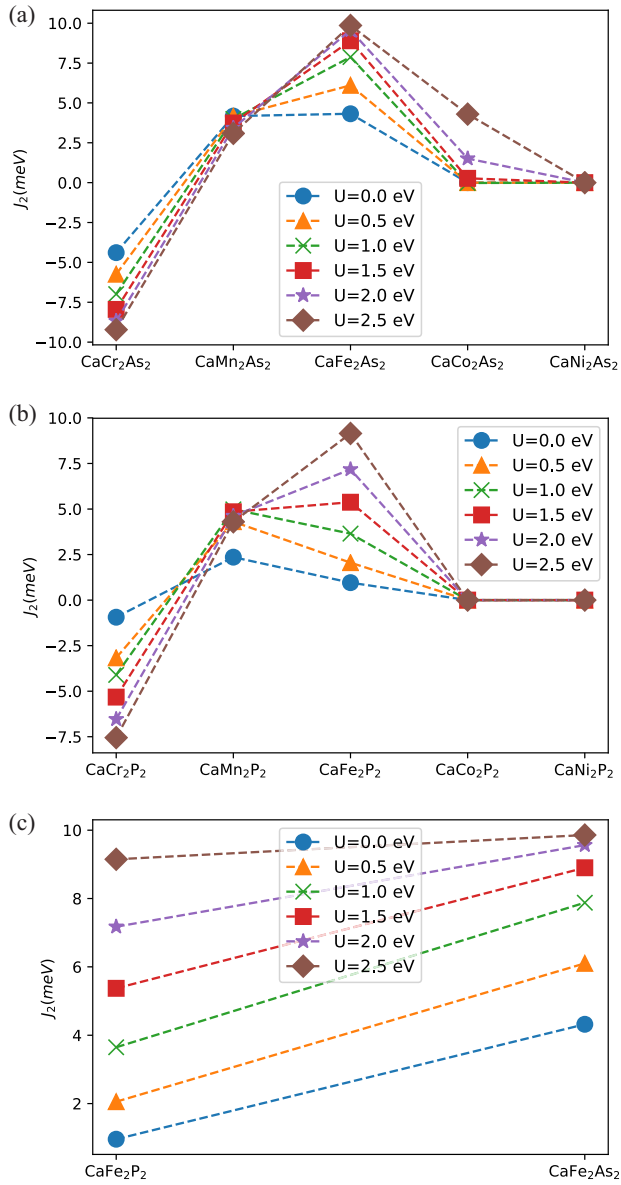 (a)
10.0
7.5
5.0
2.5
0.0
−2.5
−5.0
−7.5
−10.0
J₂(meV)
U=0.0 eV
U=0.5 eV
U=1.0 eV
U=1.5 eV
U=2.0 eV
U=2.5 eV
CaCr₂As₂ CaMn₂As₂ CaFe₂As₂ CaCo₂As₂ CaNi₂As₂
(b)
10.0
7.5
5.0
2.5
0.0
−2.5
−5.0
−7.5
J₂(meV)
U=0.0 eV
U=0.5 eV
U=1.0 eV
U=1.5 eV
U=2.0 eV
U=2.5 eV
CaCr₂P₂ CaMn₂P₂ CaFe₂P₂ CaCo₂P₂ CaNi₂P₂
(c)
10
8
6
4
2
J₂(meV)
U=0.0 eV
U=0.5 eV
U=1.0 eV
U=1.5 eV
U=2.0 eV
U=2.5 eV
CaFe₂P₂ CaFe₂As₂